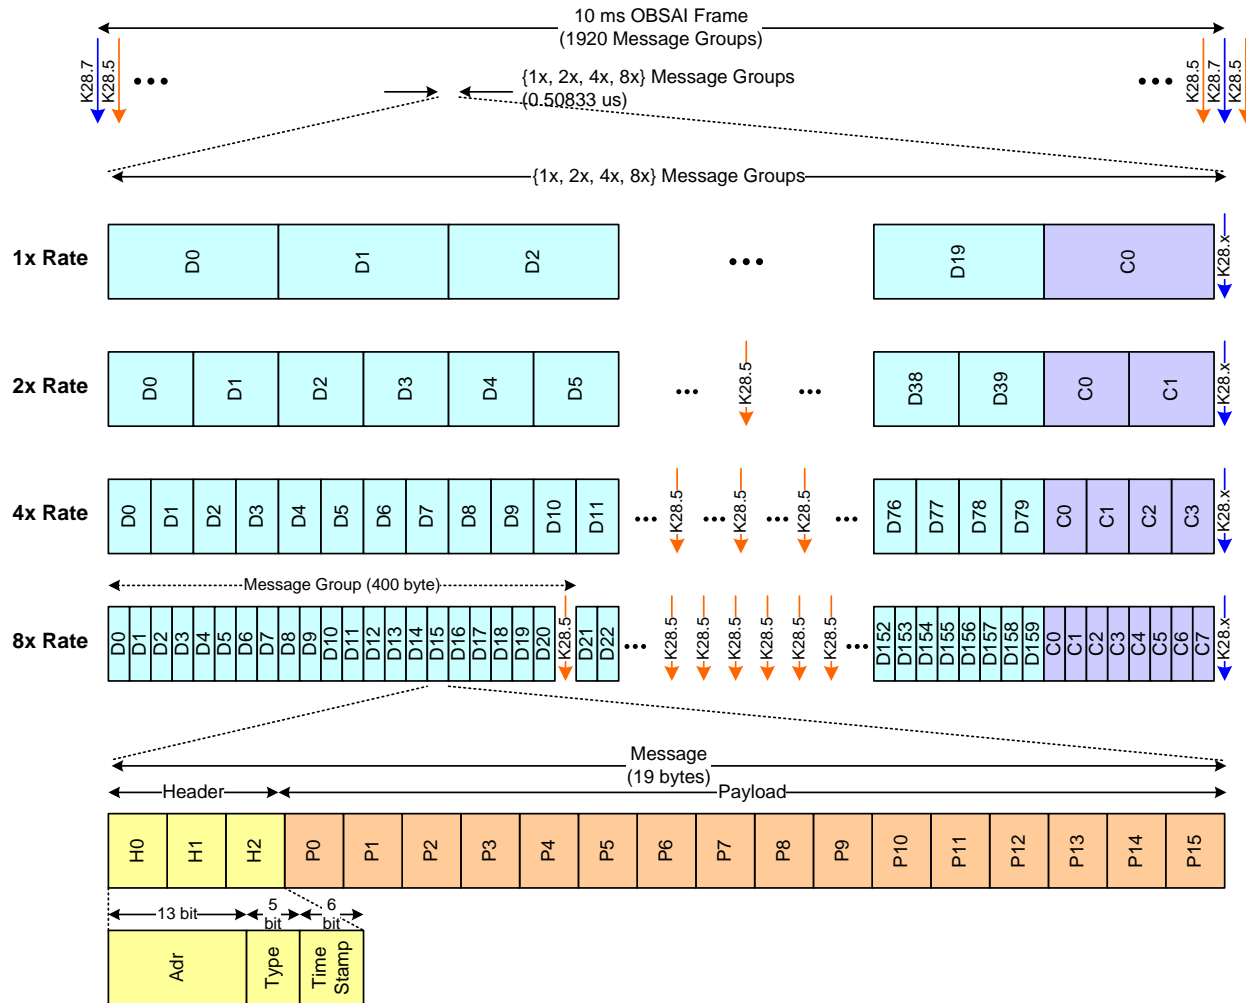 10 ms OBSAI Frame
(1920 Message Groups)
K28.7
K28.5
•••
{1x, 2x, 4x, 8x} Message Groups
(0.50833 us)
•••
K28.5
K28.7
K28.5
{1x, 2x, 4x, 8x} Message Groups
1x Rate
D0
D1
D2
•••
D19
C0
K28.x
2x Rate
D0
D1
D2
D3
D4
D5
•••
K28.5
•••
D38
D39
C0
C1
K28.x
4x Rate
D0
D1
D2
D3
D4
D5
D6
D7
D8
D9
D10
D11
•••
K28.5
•••
K28.5
•••
K28.5
•••
D76
D77
D78
D79
C0
C1
C2
C3
K28.x
Message Group (400 byte)
8x Rate
D0
D1
D2
D3
D4
D5
D6
D7
D8
D9
D10
D11
D12
D13
D14
D15
D16
D17
D18
D19
D20
K28.5
D21
D22
•••
K28.5
K28.5
K28.5
K28.5
K28.5
K28.5
•••
D152
D153
D154
D155
D156
D157
D158
D159
C0
C1
C2
C3
C4
C5
C6
C7
K28.x
Message
(19 bytes)
Header
Payload
H0
H1
H2
P0
P1
P2
P3
P4
P5
P6
P7
P8
P9
P10
P11
P12
P13
P14
P15
13 bit
5
bit
6
bit
Adr
Type
Time
Stamp